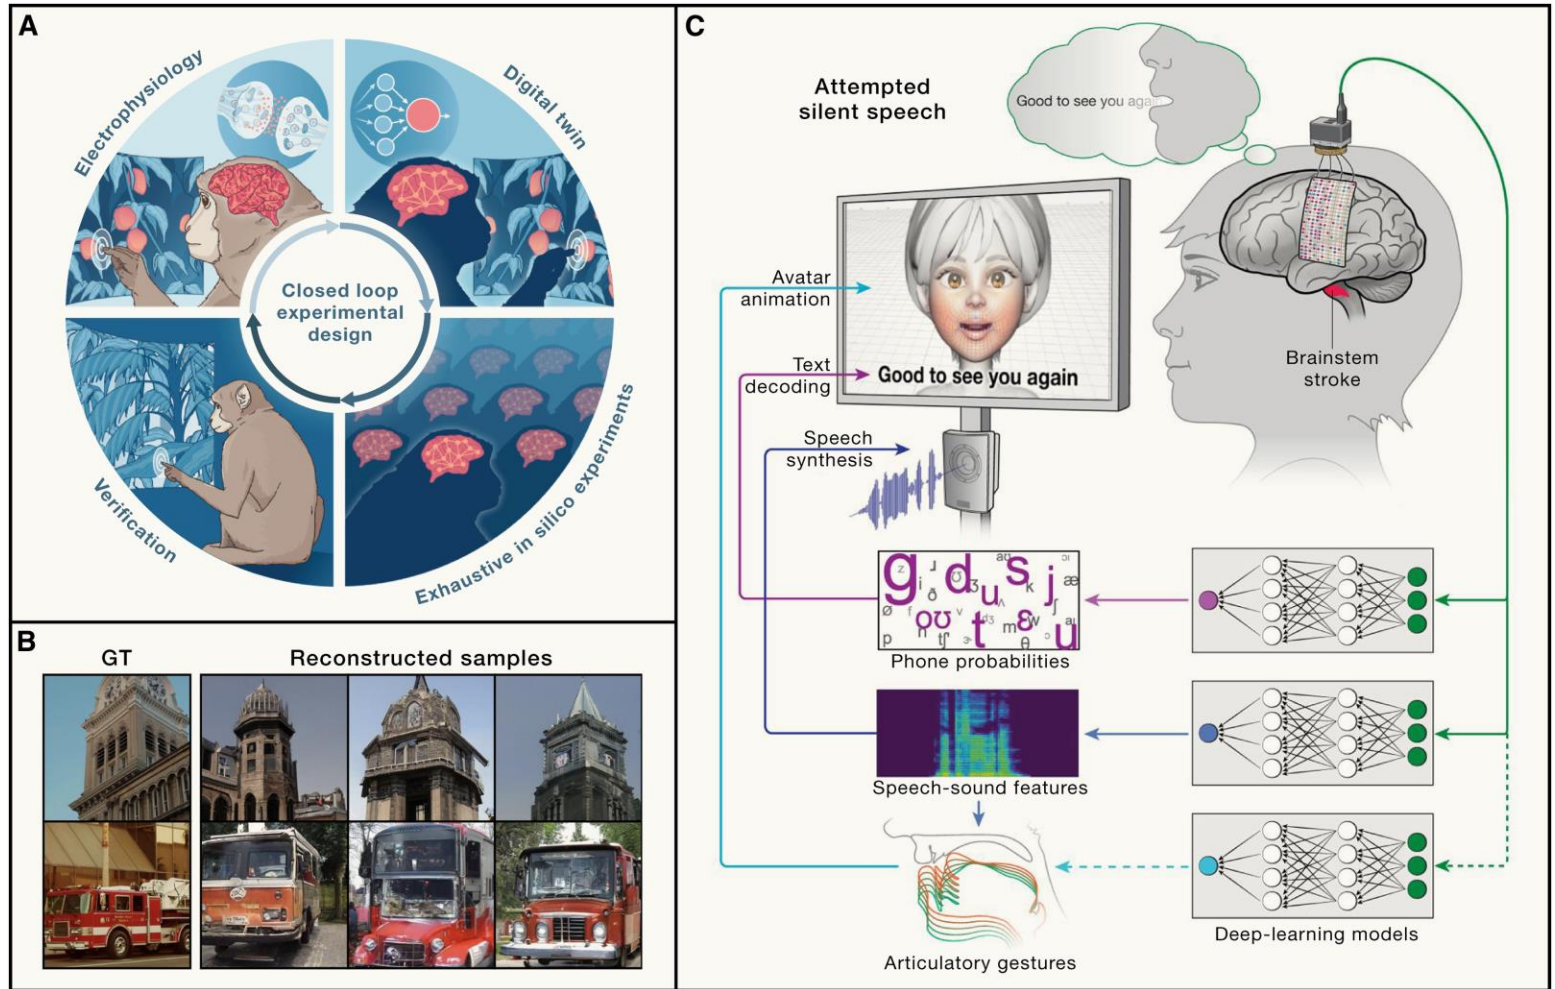 A
Electrophysiology
Digital twin
Closed loop
experimental
design
Verification
Exhaustive in silico experiments
B
GT
Reconstructed samples
C
Attempted
silent speech
Good to see you again
Avatar
animation
Text
decoding
Good to see you again
Speech
synthesis
Brainstem
stroke
Phone probabilities
Speech-sound features
Articulatory gestures
Deep-learning models